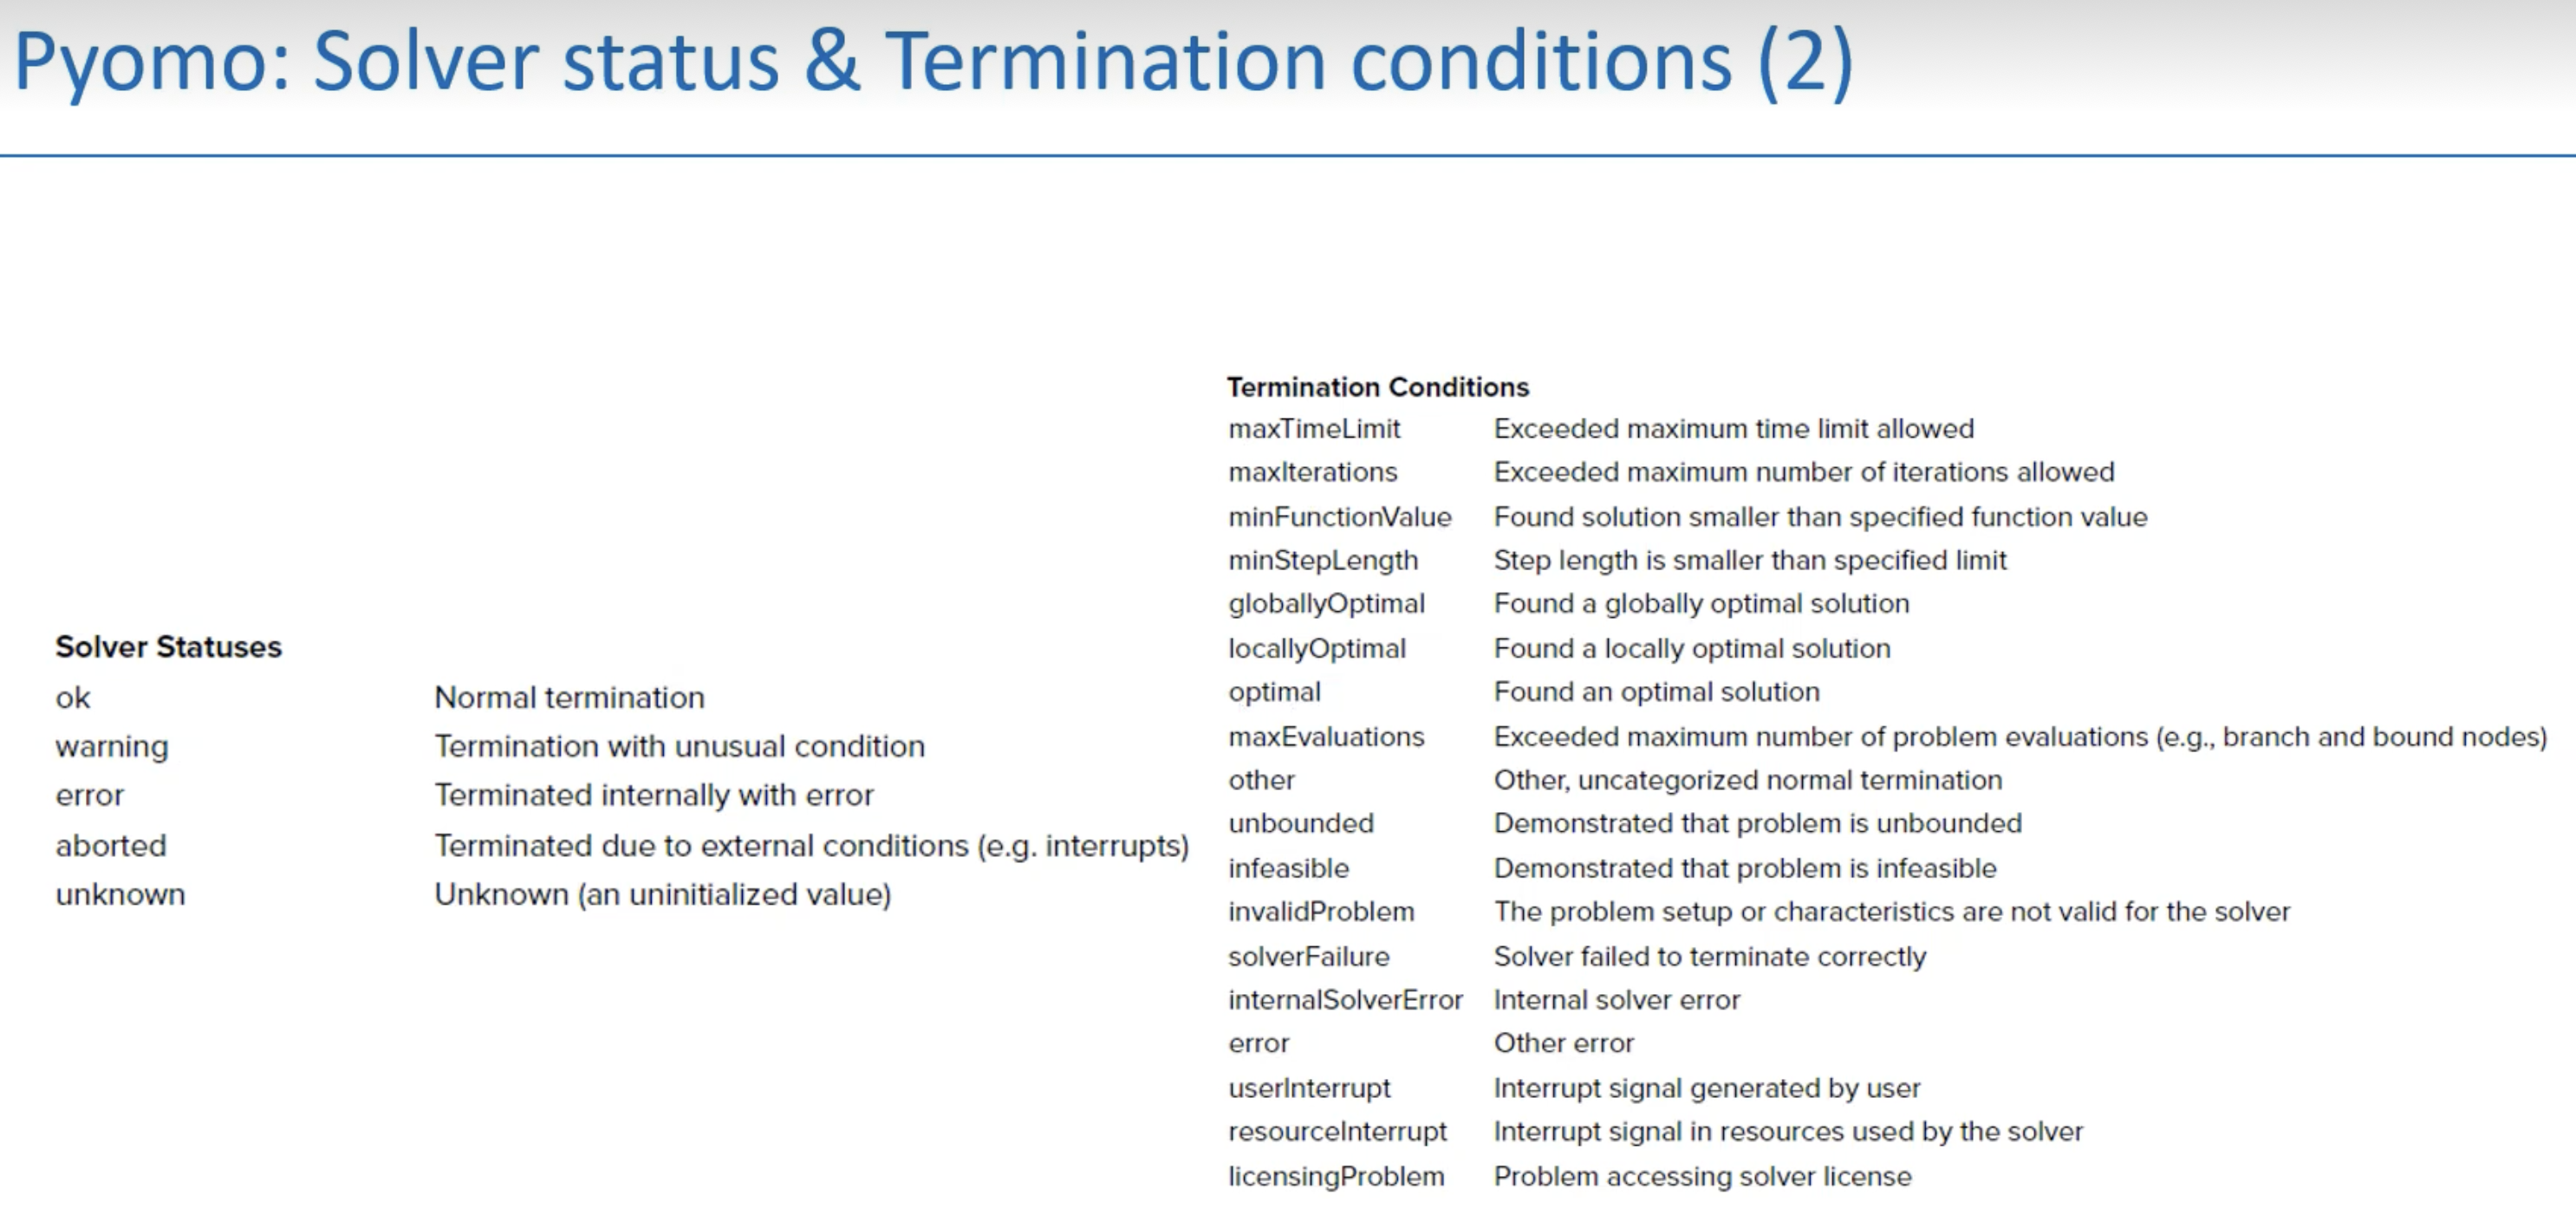 Pyomo: Solver status & Termination conditions (2)
Solver Statuses
ok Normal termination
warning Termination with unusual condition
error Terminated internally with error
aborted Terminated due to external conditions (e.g. interrupts)
unknown Unknown (an uninitialized value)
Termination Conditions
maxTimeLimit Exceeded maximum time limit allowed
maxIterations Exceeded maximum number of iterations allowed
minFunctionValue Found solution smaller than specified function value
minStepLength Step length is smaller than specified limit
globallyOptimal Found a globally optimal solution
locallyOptimal Found a locally optimal solution
optimal Found an optimal solution
maxEvaluations Exceeded maximum number of problem evaluations (e.g., branch and bound nodes)
other Other, uncategorized normal termination
unbounded Demonstrated that problem is unbounded
infeasible Demonstrated that problem is infeasible
invalidProblem The problem setup or characteristics are not valid for the solver
solverFailure Solver failed to terminate correctly
internalSolverError Internal solver error
error Other error
userInterrupt Interrupt signal generated by user
resourceInterrupt Interrupt signal in resources used by the solver
licensingProblem Problem accessing solver license